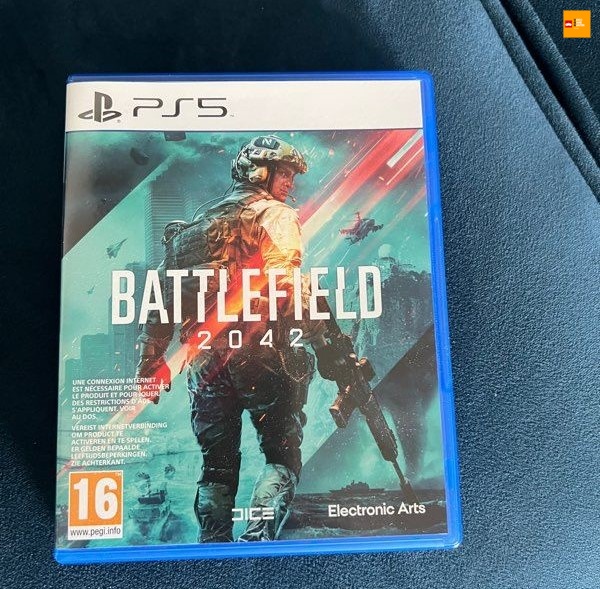 PS5
BATTLEFIELD
2042
UNE CONNEXION INTERNET
EST NÉCESSAIRE POUR ACTIVER
LE PRODUIT ET POUR JOUER.
DES RESTRICTIONS D'ÂGE
S'APPLIQUENT. VOIR
AU DOS.
VEREIST INTERNETVERBINDING
OM PRODUCT TE
ACTIVEREN EN TE SPELEN.
ER GELDEN BEPAALDE
LEEFTIJDSBEPERKINGEN.
ZIE ACHTERKANT.
16
www.pegi.info
DICE
Electronic Arts